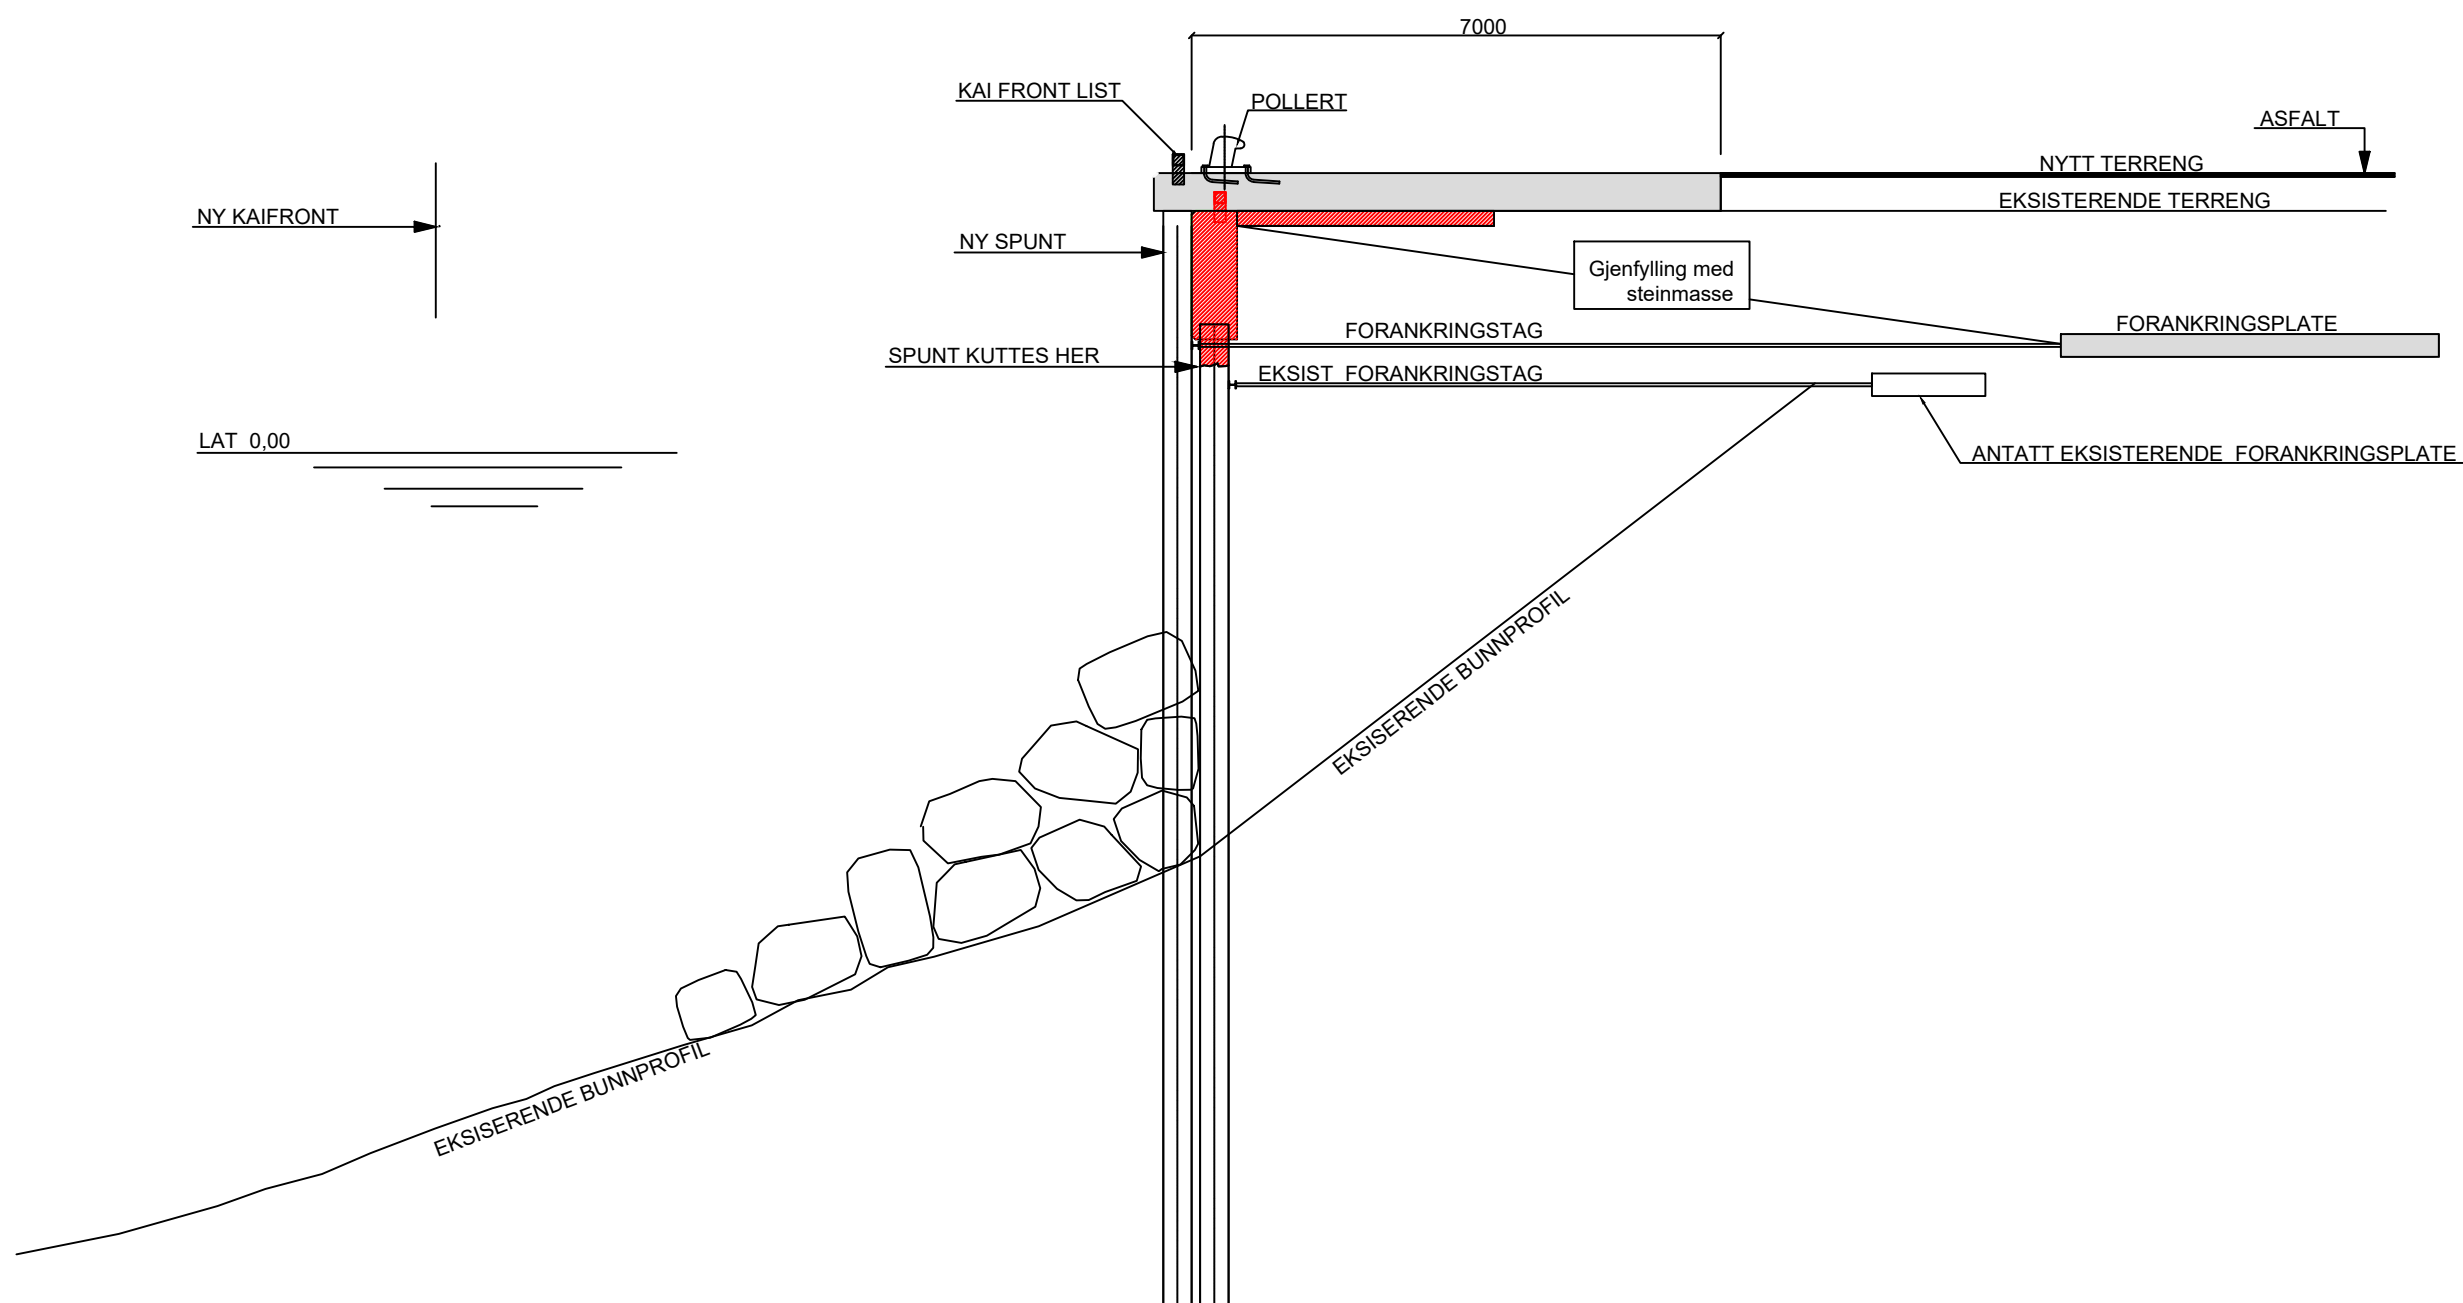 7000
KAI FRONT LIST
POLLERT
ASFALT
NYTT TERRENG
EKSISTERENDE TERRENG
NY KAIFRONT
NY SPUNT
Gjenfylling med
steinmasse
FORANKRINGSTAG
FORANKRINGSPLATE
SPUNT KUTTES HER
EKSIST FORANKRINGSTAG
LAT 0,00
ANTATT EKSISTERENDE FORANKRINGSPLATE
EKSISERENDE BUNNPROFIL
EKSISERENDE BUNNPROFIL